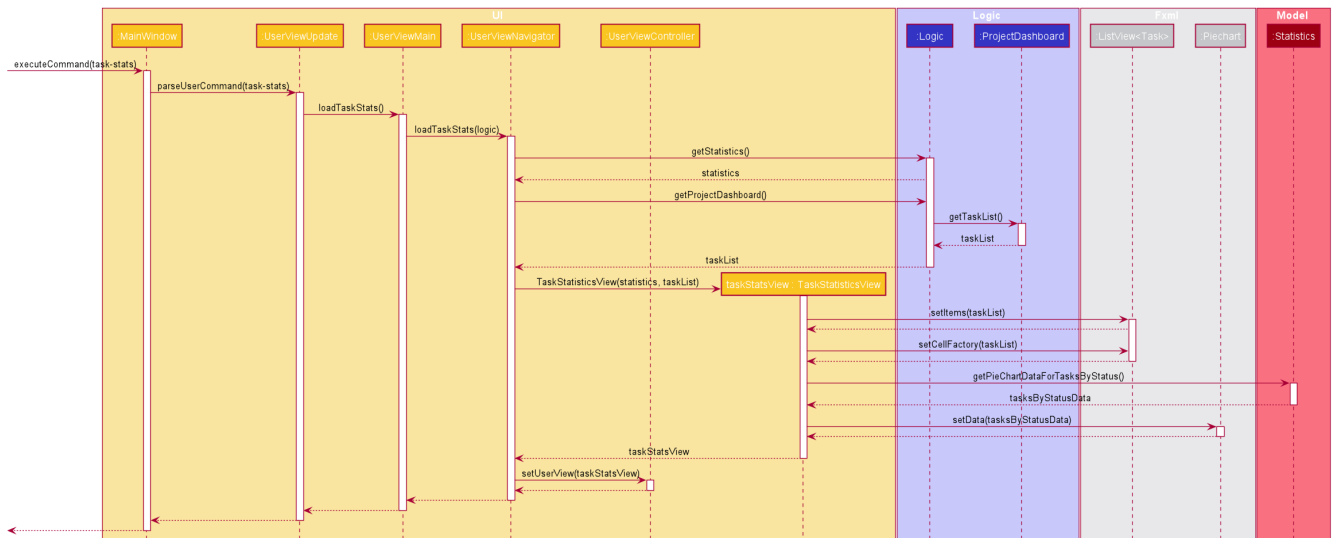 UI
Logic
Fxml
Model
:MainWindow
:UserViewUpdate
:UserViewMain
:UserViewNavigator
:UserViewController
:Logic
:ProjectDashboard
:ListView<Task>
:Piechart
:Statistics
executeCommand(task-stats)
parseUserCommand(task-stats)
loadTaskStats()
loadTaskStats(logic)
getStatistics()
statistics
getProjectDashboard()
getTaskList()
taskList
taskList
TaskStatisticsView(statistics, taskList)
taskStatsView : TaskStatisticsView
setItems(taskList)
setCellFactory(taskList)
getPieChartDataForTasksByStatus()
tasksByStatusData
setData(tasksByStatusData)
taskStatsView
setUserView(taskStatsView)